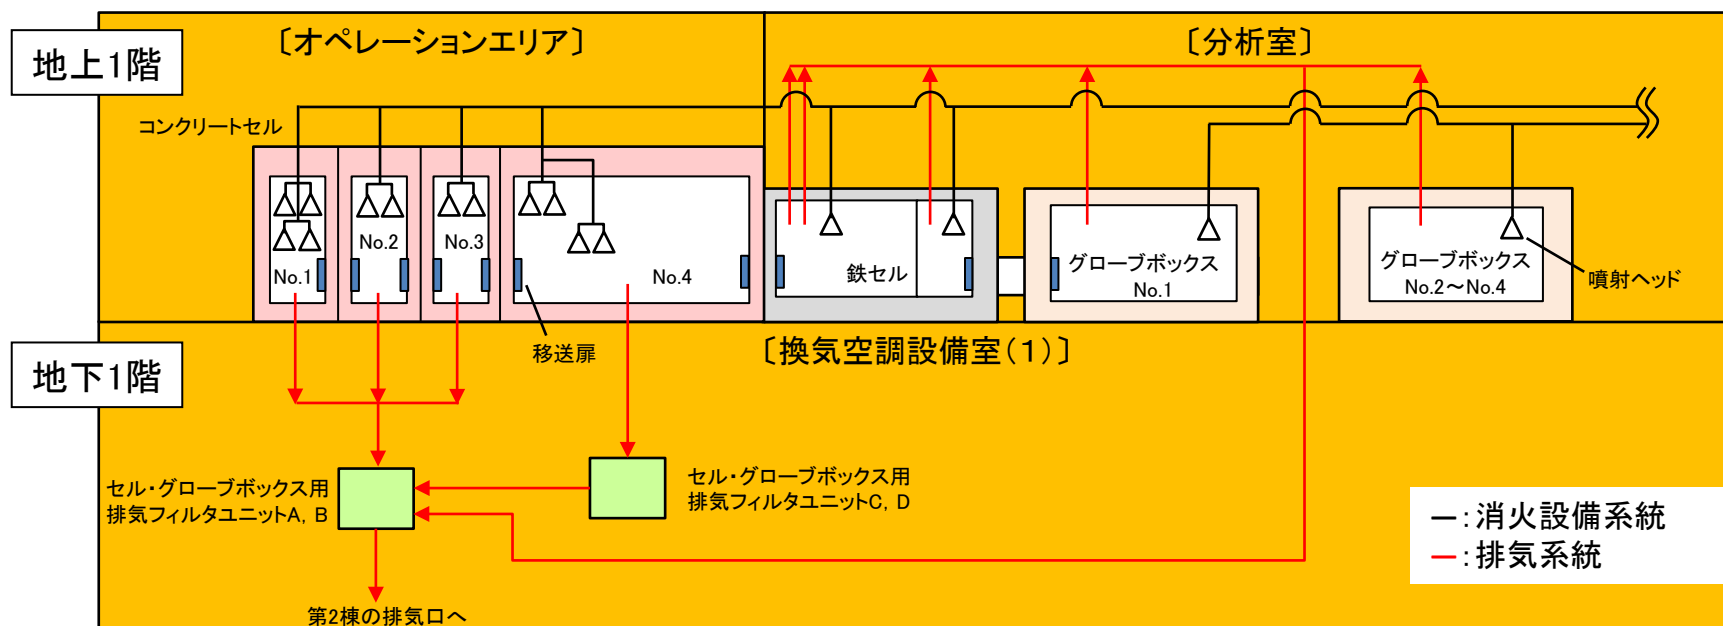 地上1階
〔オペレーションエリア〕
〔分析室〕
コンクリートセル
No.1
No.2
No.3
No.4
鉄セル
グローブボックス
No.1
グローブボックス
No.2～No.4
噴射ヘッド
移送扉
地下1階
〔換気空調設備室(1)〕
セル・グローブボックス用
排気フィルタユニットA, B
セル・グローブボックス用
排気フィルタユニットC, D
第2棟の排気口へ
―:消火設備系統
―:排気系統